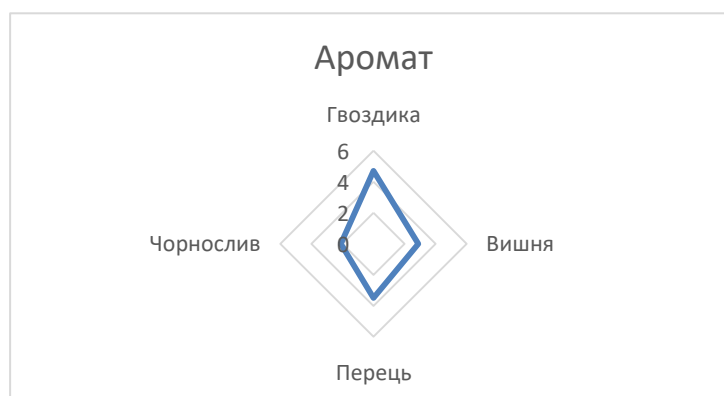 Аромат
Гвоздика
6
4
2
0
Чорнослив
Вишня
Перець